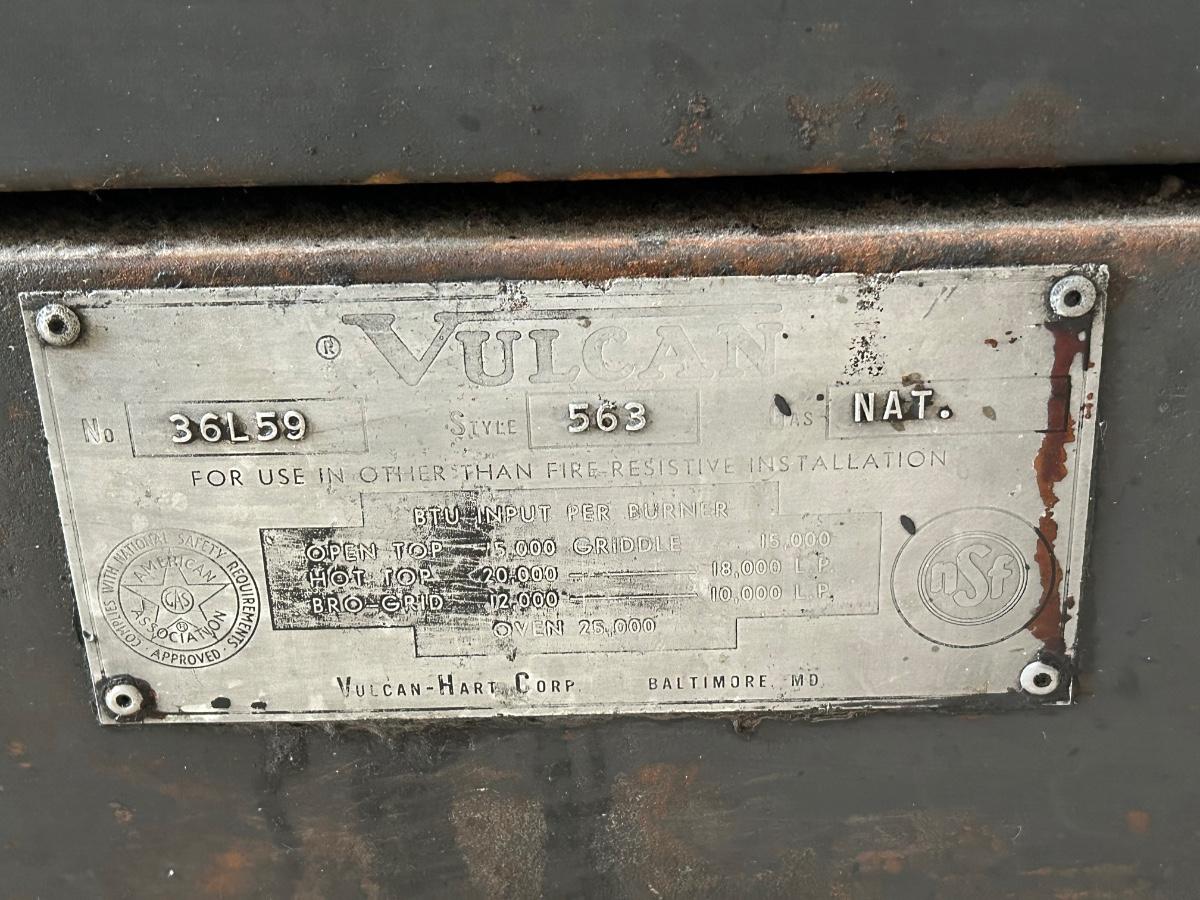 ® VULCAN
No 36L59 STYLE 563 GAS NAT.
FOR USE IN OTHER THAN FIRE-RESISTIVE INSTALLATION
BTU INPUT PER BURNER
OPEN TOP 15,000 GRIDDLE 15,000
HOT TOP 20,000 18,000 L.P.
BRO-GRID 12,000 10,000 L.P.
OVEN 25,000
COMPLIES WITH NATIONAL SAFETY REQUIREMENTS
AMERICAN
GAS
ASSOCIATION
®
· APPROVED ·
nsf
VULCAN-HART CORP. BALTIMORE, MD.